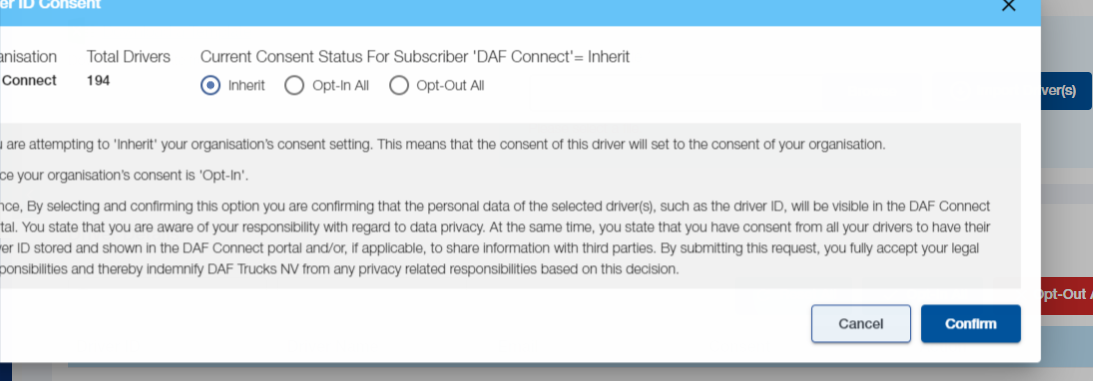 er ID Consent
anisation Total Drivers Current Consent Status For Subscriber 'DAF Connect'= Inherit
Connect 194 Inherit Opt-In All Opt-Out All
ver(s)
are attempting to 'Inherit' your organisation's consent setting. This means that the consent of this driver will set to the consent of your organisation.
ce your organisation's consent is 'Opt-In'.
nce, By selecting and confirming this option you are confirming that the personal data of the selected driver(s), such as the driver ID, will be visible in the DAF Connect
tal. You state that you are aware of your responsibility with regard to data privacy. At the same time, you state that you have consent from all your drivers to have their
er ID stored and shown in the DAF Connect portal and/or, if applicable, to share information with third parties. By submitting this request, you fully accept your legal
ponsibilities and thereby indemnify DAF Trucks NV from any privacy related responsibilities based on this decision.
Opt-Out A
Cancel Confirm